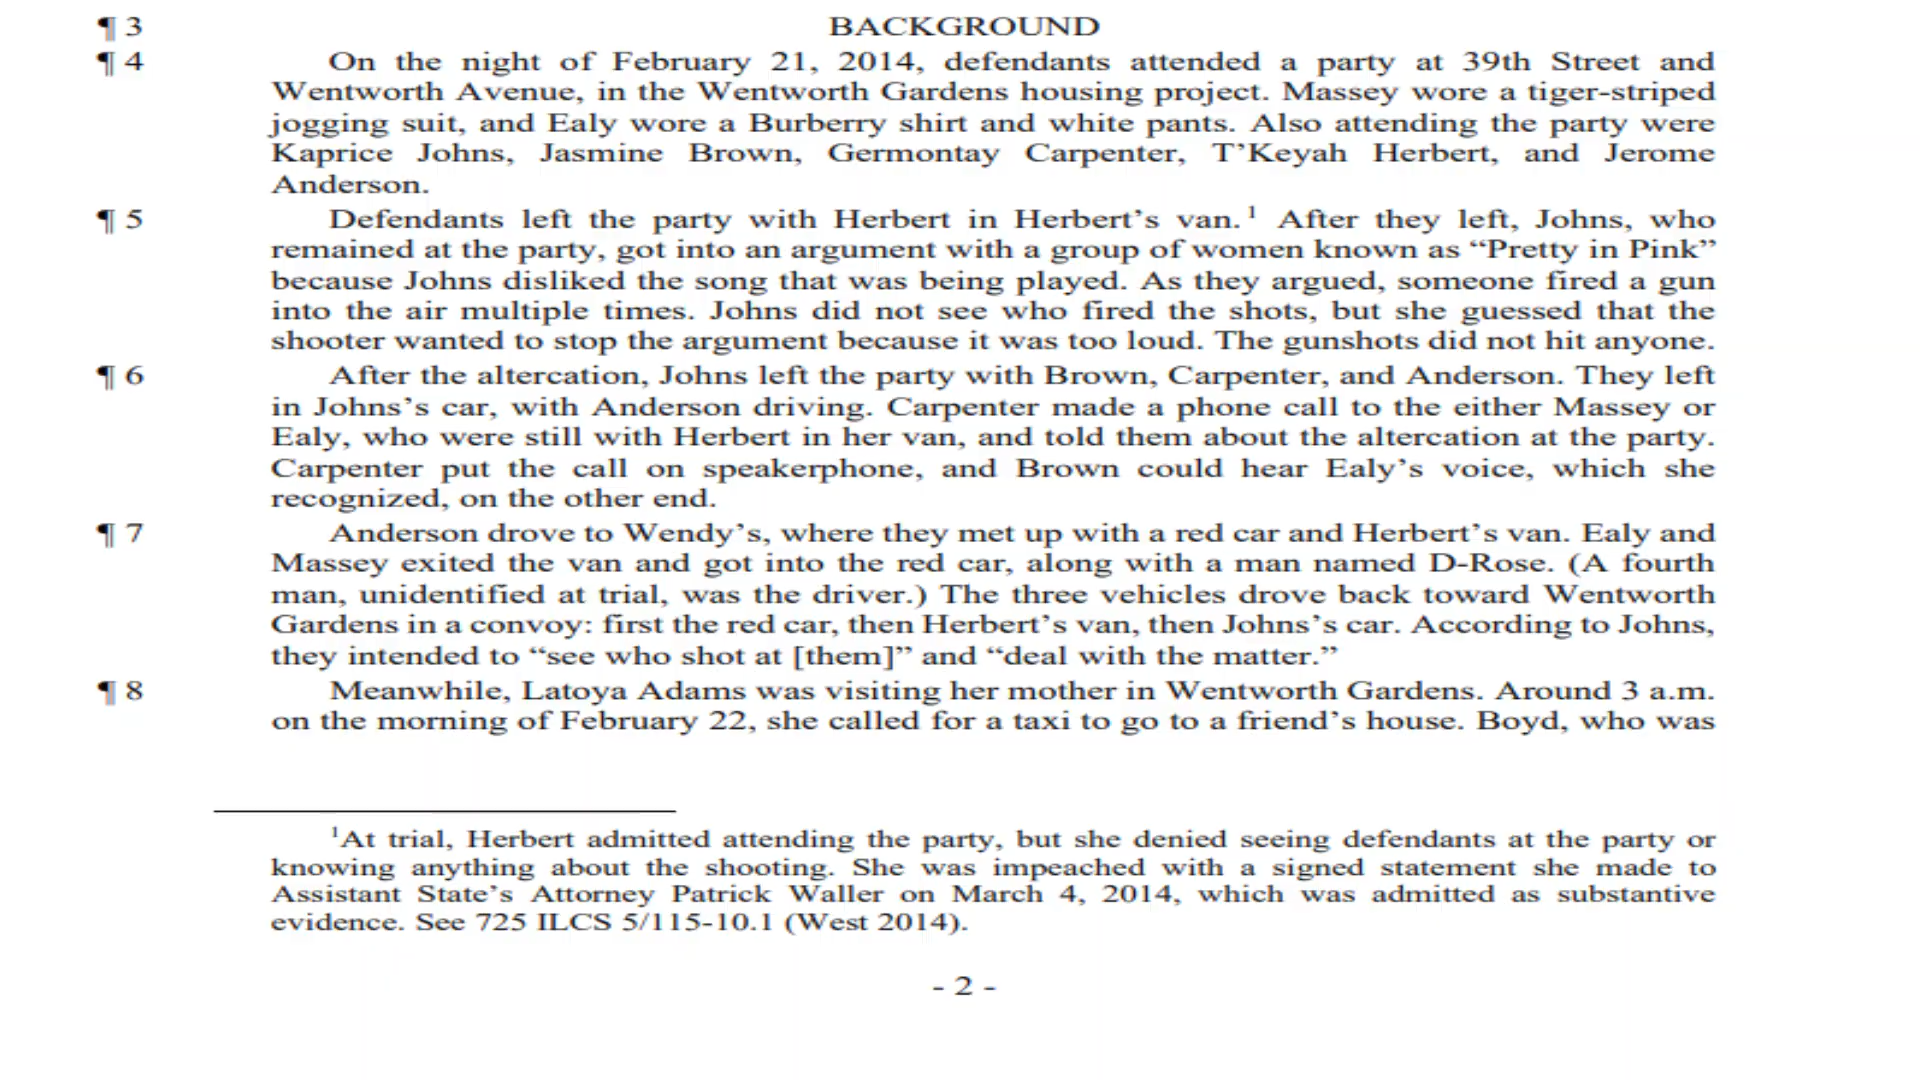 ¶ 3 BACKGROUND
¶ 4 On the night of February 21, 2014, defendants attended a party at 39th Street and
Wentworth Avenue, in the Wentworth Gardens housing project. Massey wore a tiger-striped
jogging suit, and Ealy wore a Burberry shirt and white pants. Also attending the party were
Kaprice Johns, Jasmine Brown, Germontay Carpenter, T’Keyah Herbert, and Jerome
Anderson.
¶ 5 Defendants left the party with Herbert in Herbert’s van.¹ After they left, Johns, who
remained at the party, got into an argument with a group of women known as “Pretty in Pink”
because Johns disliked the song that was being played. As they argued, someone fired a gun
into the air multiple times. Johns did not see who fired the shots, but she guessed that the
shooter wanted to stop the argument because it was too loud. The gunshots did not hit anyone.
¶ 6 After the altercation, Johns left the party with Brown, Carpenter, and Anderson. They left
in Johns’s car, with Anderson driving. Carpenter made a phone call to the either Massey or
Ealy, who were still with Herbert in her van, and told them about the altercation at the party.
Carpenter put the call on speakerphone, and Brown could hear Ealy’s voice, which she
recognized, on the other end.
¶ 7 Anderson drove to Wendy’s, where they met up with a red car and Herbert’s van. Ealy and
Massey exited the van and got into the red car, along with a man named D-Rose. (A fourth
man, unidentified at trial, was the driver.) The three vehicles drove back toward Wentworth
Gardens in a convoy: first the red car, then Herbert’s van, then Johns’s car. According to Johns,
they intended to “see who shot at [them]” and “deal with the matter.”
¶ 8 Meanwhile, Latoya Adams was visiting her mother in Wentworth Gardens. Around 3 a.m.
on the morning of February 22, she called for a taxi to go to a friend’s house. Boyd, who was
¹At trial, Herbert admitted attending the party, but she denied seeing defendants at the party or
knowing anything about the shooting. She was impeached with a signed statement she made to
Assistant State’s Attorney Patrick Waller on March 4, 2014, which was admitted as substantive
evidence. See 725 ILCS 5/115-10.1 (West 2014).
- 2 -